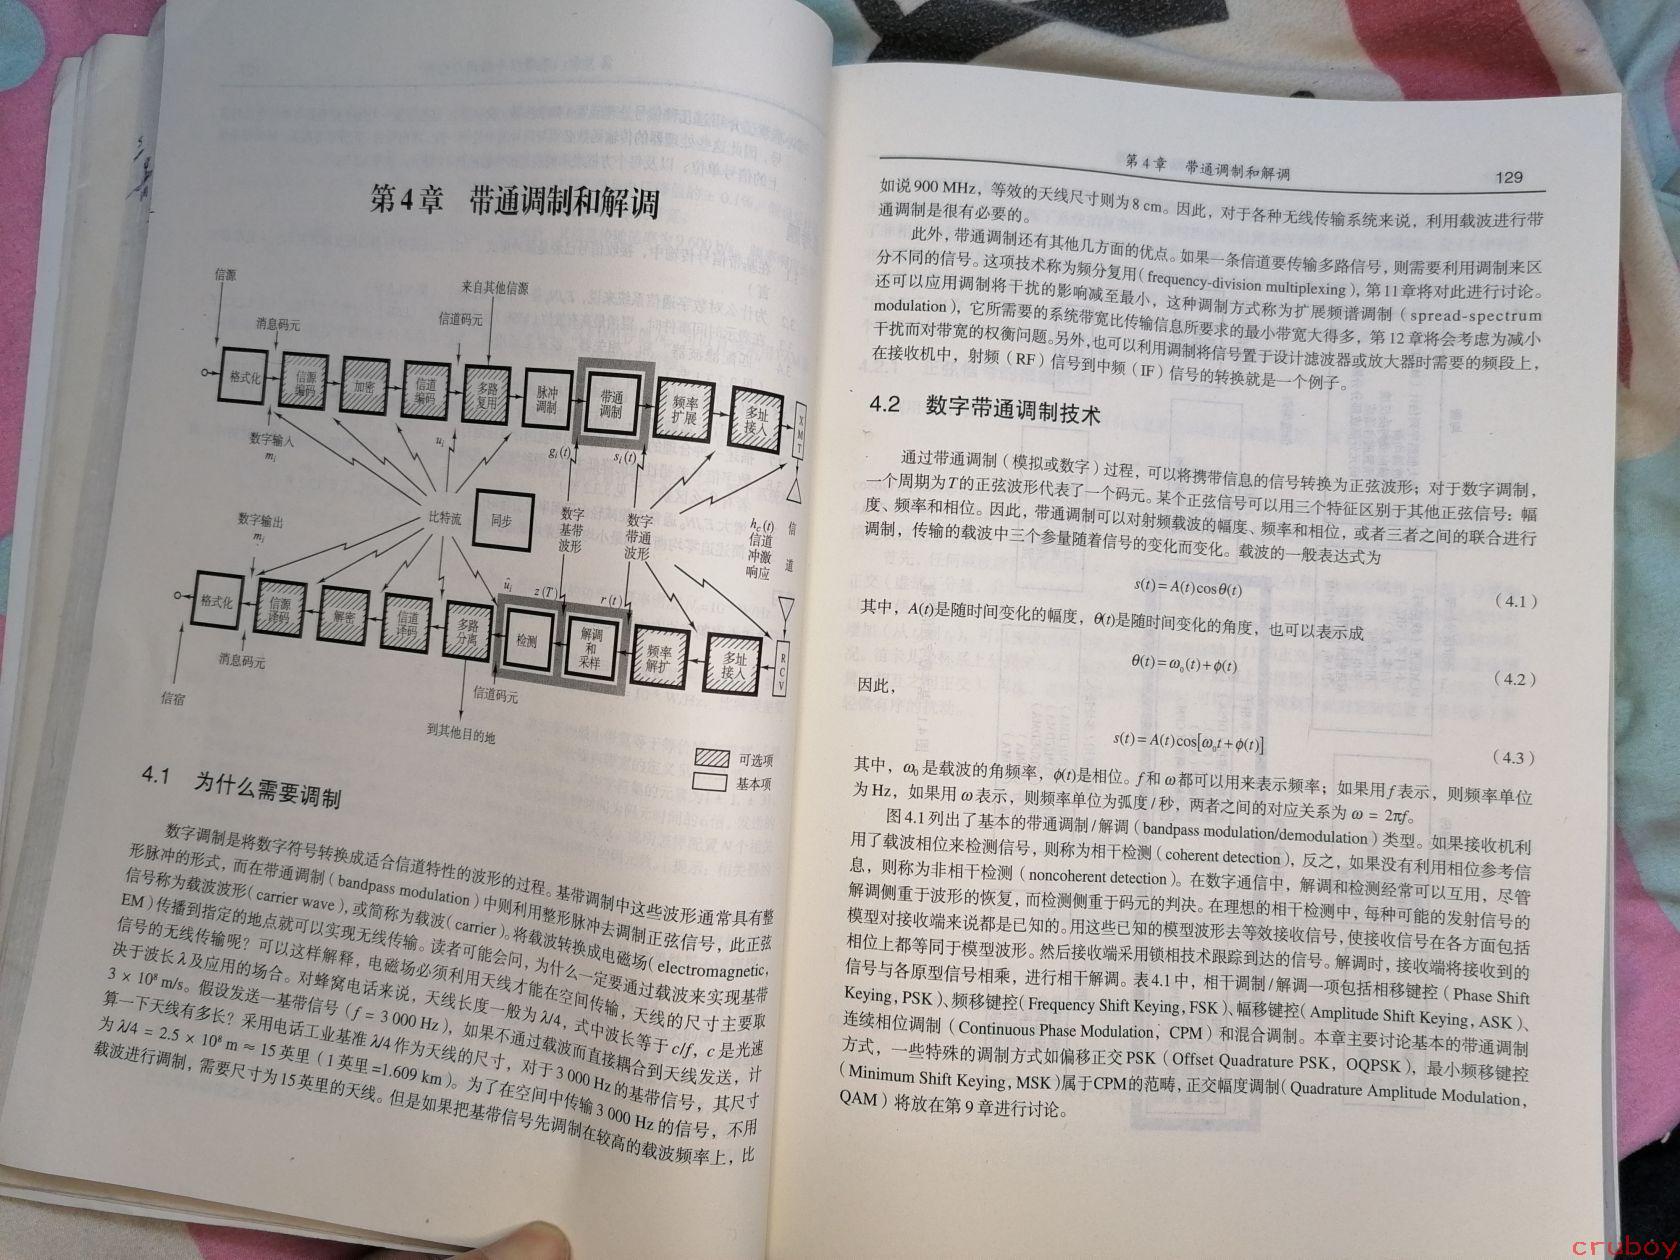 第4章 带通调制和解调
信源
来自其他信源
消息码元
信道码元
格式化
信源
编码
加密
信道
编码
多路
复用
脉冲
调制
带通
调制
频率
扩展
多址
接入
XMT
数字输入
mᵢ
uᵢ
gᵢ(t)
sᵢ(t)
比特流
同步
数字
基带
波形
数字
带通
波形
h_c(t)
信道
冲激
响应
信
道
数字输出
m̂ᵢ
ûᵢ
z(T)
r(t)
格式化
信源
译码
解密
信道
译码
多路
分离
检测
解调
和
采样
频率
解扩
多址
接入
RCV
消息码元
信道码元
信宿
到其他目的地
可选项
基本项
4.1 为什么需要调制
数字调制是将数字符号转换成适合信道特性的波形的过程。基带调制中这些波形通常具有整
形脉冲的形式，而在带通调制（bandpass modulation）中则利用整形脉冲去调制正弦信号，此正弦
信号称为载波波形（carrier wave），或简称为载波（carrier）。将载波转换成电磁场（electromagnetic,
EM）传播到指定的地点就可以实现无线传输。读者可能会问，为什么一定要通过载波来实现基带
信号的无线传输呢？可以这样解释，电磁场必须利用天线才能在空间传输，天线的尺寸主要取
决于波长λ及应用的场合。对蜂窝电话来说，天线长度一般为λ/4，式中波长等于c/f，c是光速
3 × 10⁸ m/s。假设发送一基带信号（f = 3 000 Hz），如果不通过载波而直接耦合到天线发送，计
算一下天线有多长？采用电话工业基准λ/4作为天线的尺寸，对于3 000 Hz的基带信号，其尺寸
为λ/4 = 2.5 × 10⁸ m ≈ 15英里（1英里=1.609 km）。为了在空间中传输3 000 Hz的信号，不用
载波进行调制，需要尺寸为15英里的天线。但是如果把基带信号先调制在较高的载波频率上，比
第4章 带通调制和解调 129
如说900 MHz，等效的天线尺寸则为8 cm。因此，对于各种无线传输系统来说，利用载波进行带
通调制是很有必要的。
此外，带通调制还有其他几方面的优点。如果一条信道要传输多路信号，则需要利用调制来区
分不同的信号。这项技术称为频分复用（frequency-division multiplexing），第11章将对此进行讨论。
还可以应用调制将干扰的影响减至最小，这种调制方式称为扩展频谱调制（spread-spectrum
modulation），它所需要的系统带宽比传输信息所要求的最小带宽大得多，第12章将会考虑为减小
干扰而对带宽的权衡问题。另外，也可以利用调制将信号置于设计滤波器或放大器时需要的频段上，
在接收机中，射频（RF）信号到中频（IF）信号的转换就是一个例子。
4.2 数字带通调制技术
通过带通调制（模拟或数字）过程，可以将携带信息的信号转换为正弦波形；对于数字调制，
一个周期为T的正弦波形代表了一个码元。某个正弦信号可以用三个特征区别于其他正弦信号：幅
度、频率和相位。因此，带通调制可以对射频载波的幅度、频率和相位，或者三者之间的联合进行
调制，传输的载波中三个参量随着信号的变化而变化。载波的一般表达式为
s(t) = A(t)cosθ(t) （4.1）
其中，A(t)是随时间变化的幅度，θ(t)是随时间变化的角度，也可以表示成
θ(t)=ω₀(t)+ϕ(t) （4.2）
因此，
s(t)=A(t)cos[ω₀t+ϕ(t)] （4.3）
其中，ω₀是载波的角频率，ϕ(t)是相位。f和ω都可以用来表示频率；如果用f表示，则频率单位
为Hz，如果用ω表示，则频率单位为弧度/秒，两者之间的对应关系为ω = 2πf。
图4.1列出了基本的带通调制/解调（bandpass modulation/demodulation）类型。如果接收机利
用了载波相位来检测信号，则称为相干检测（coherent detection），反之，如果没有利用相位参考信
息，则称为非相干检测（noncoherent detection）。在数字通信中，解调和检测经常可以互用，尽管
解调侧重于波形的恢复，而检测侧重于码元的判决。在理想的相干检测中，每种可能的发射信号的
模型对接收端来说都是已知的。用这些已知的模型波形去等效接收信号，使接收信号在各方面包括
相位上都等同于模型波形。然后接收端采用锁相技术跟踪到达的信号。解调时，接收端将接收到的
信号与各原型信号相乘，进行相干解调。表4.1中，相干调制/解调一项包括相移键控（Phase Shift
Keying, PSK）、频移键控（Frequency Shift Keying, FSK）、幅移键控（Amplitude Shift Keying, ASK）、
连续相位调制（Continuous Phase Modulation, CPM）和混合调制。本章主要讨论基本的带通调制
方式，一些特殊的调制方式如偏移正交PSK（Offset Quadrature PSK, OQPSK），最小频移键控
（Minimum Shift Keying, MSK）属于CPM的范畴，正交幅度调制（Quadrature Amplitude Modulation,
QAM）将放在第9章进行讨论。
cruboy